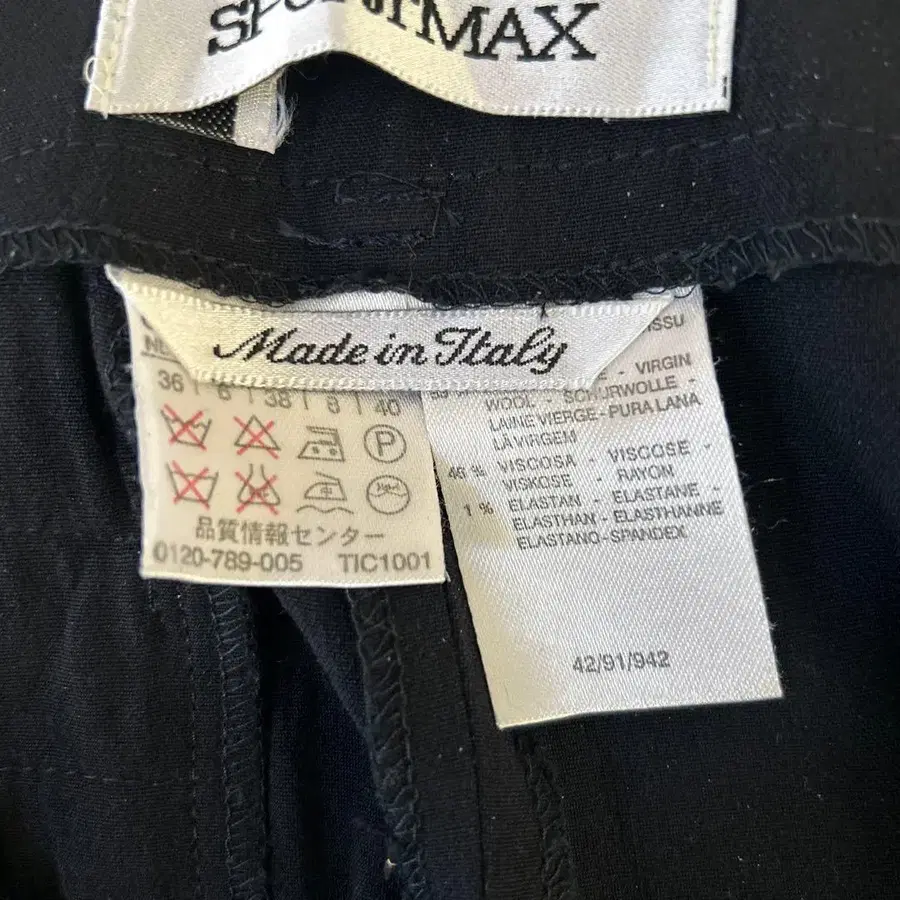 SPORTMAX
Made in Italy
36 | 6 | 38 | 8 | 40
P
品質情報センター
0120-789-005 TIC1001
VIRGIN
WOOL - SCHURWOLLE -
LAINE VIERGE - PURA LANA
LÃ VIRGEM
46 % VISCOSA - VISCOSE -
VISKOSE - RAYON
1 % ELASTAN - ELASTANE -
ELASTHAN - ELASTHANNE
ELASTANO-SPANDEX
42/91/942